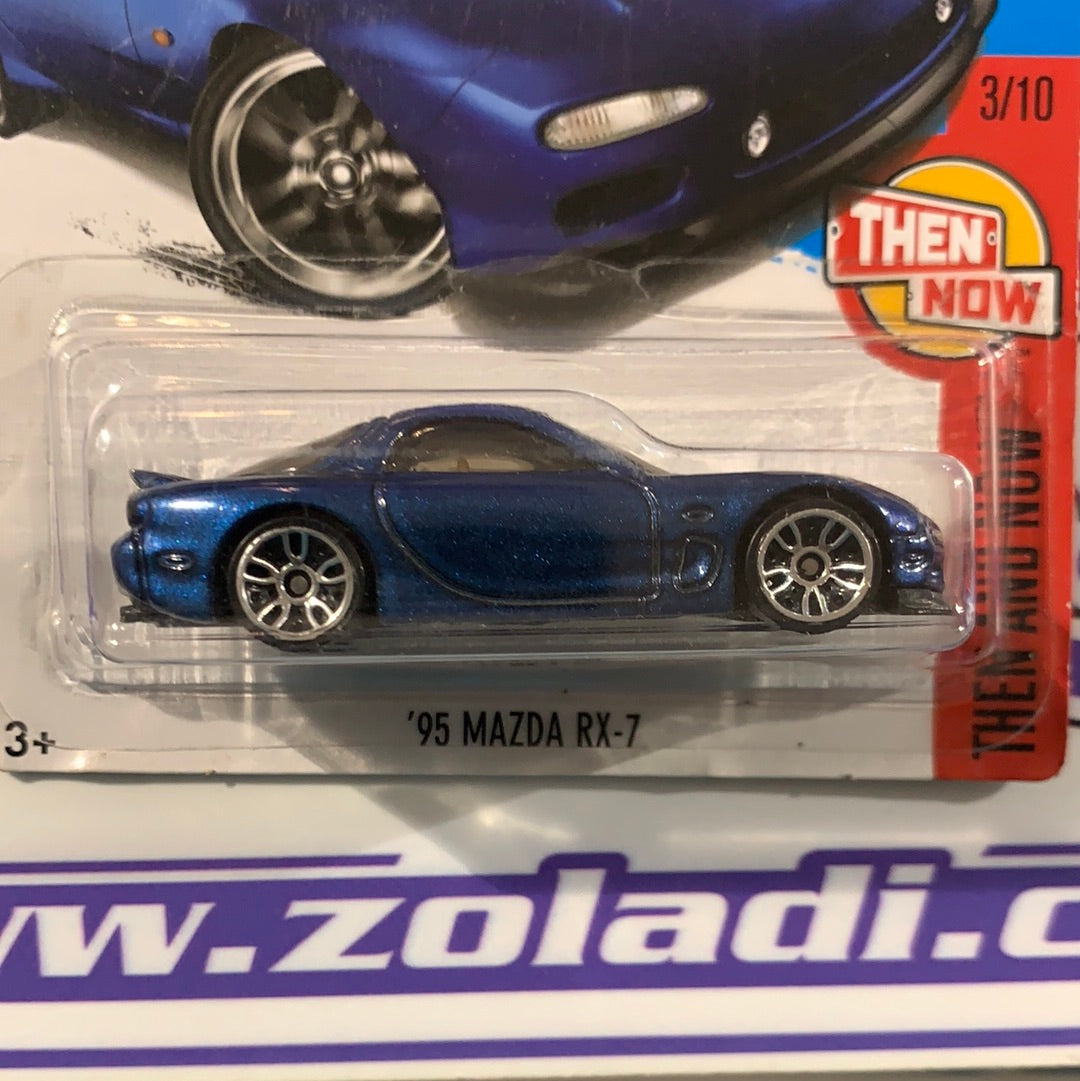 3/10
THEN
NOW
THEN AND NOW
'95 MAZDA RX-7
3+
w.zoladi.c